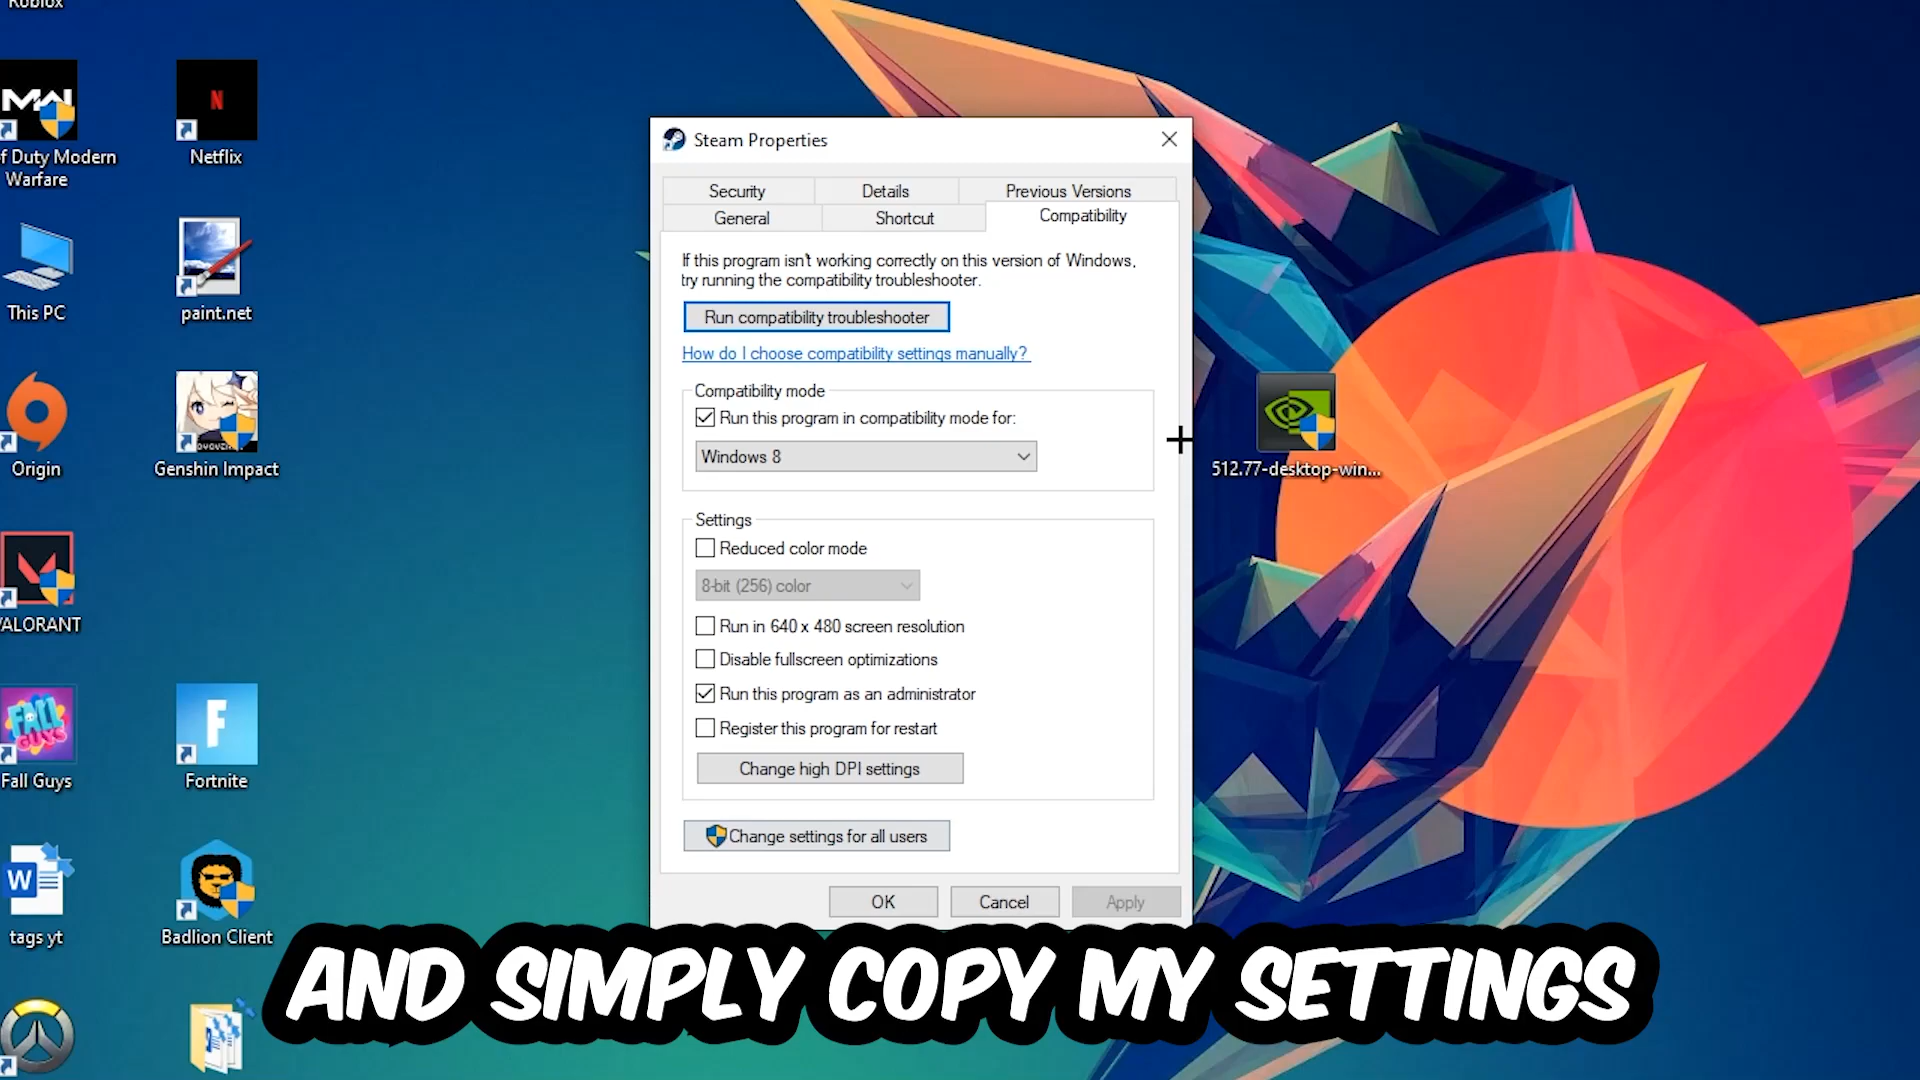 Roblox
MW
f Duty Modern
Warfare
N
Netflix
This PC
paint.net
Origin
Genshin Impact
VALORANT
FALL
GUYS
Fall Guys
F
Fortnite
W
tags yt
Badlion Client
Steam Properties
Security
Details
Previous Versions
General
Shortcut
Compatibility
If this program isn't working correctly on this version of Windows,
try running the compatibility troubleshooter.
Run compatibility troubleshooter
How do I choose compatibility settings manually?
Compatibility mode
Run this program in compatibility mode for:
Windows 8
Settings
Reduced color mode
8-bit (256) color
Run in 640 x 480 screen resolution
Disable fullscreen optimizations
Run this program as an administrator
Register this program for restart
Change high DPI settings
Change settings for all users
OK
Cancel
Apply
512.77-desktop-win...
AND SIMPLY COPY MY SETTINGS